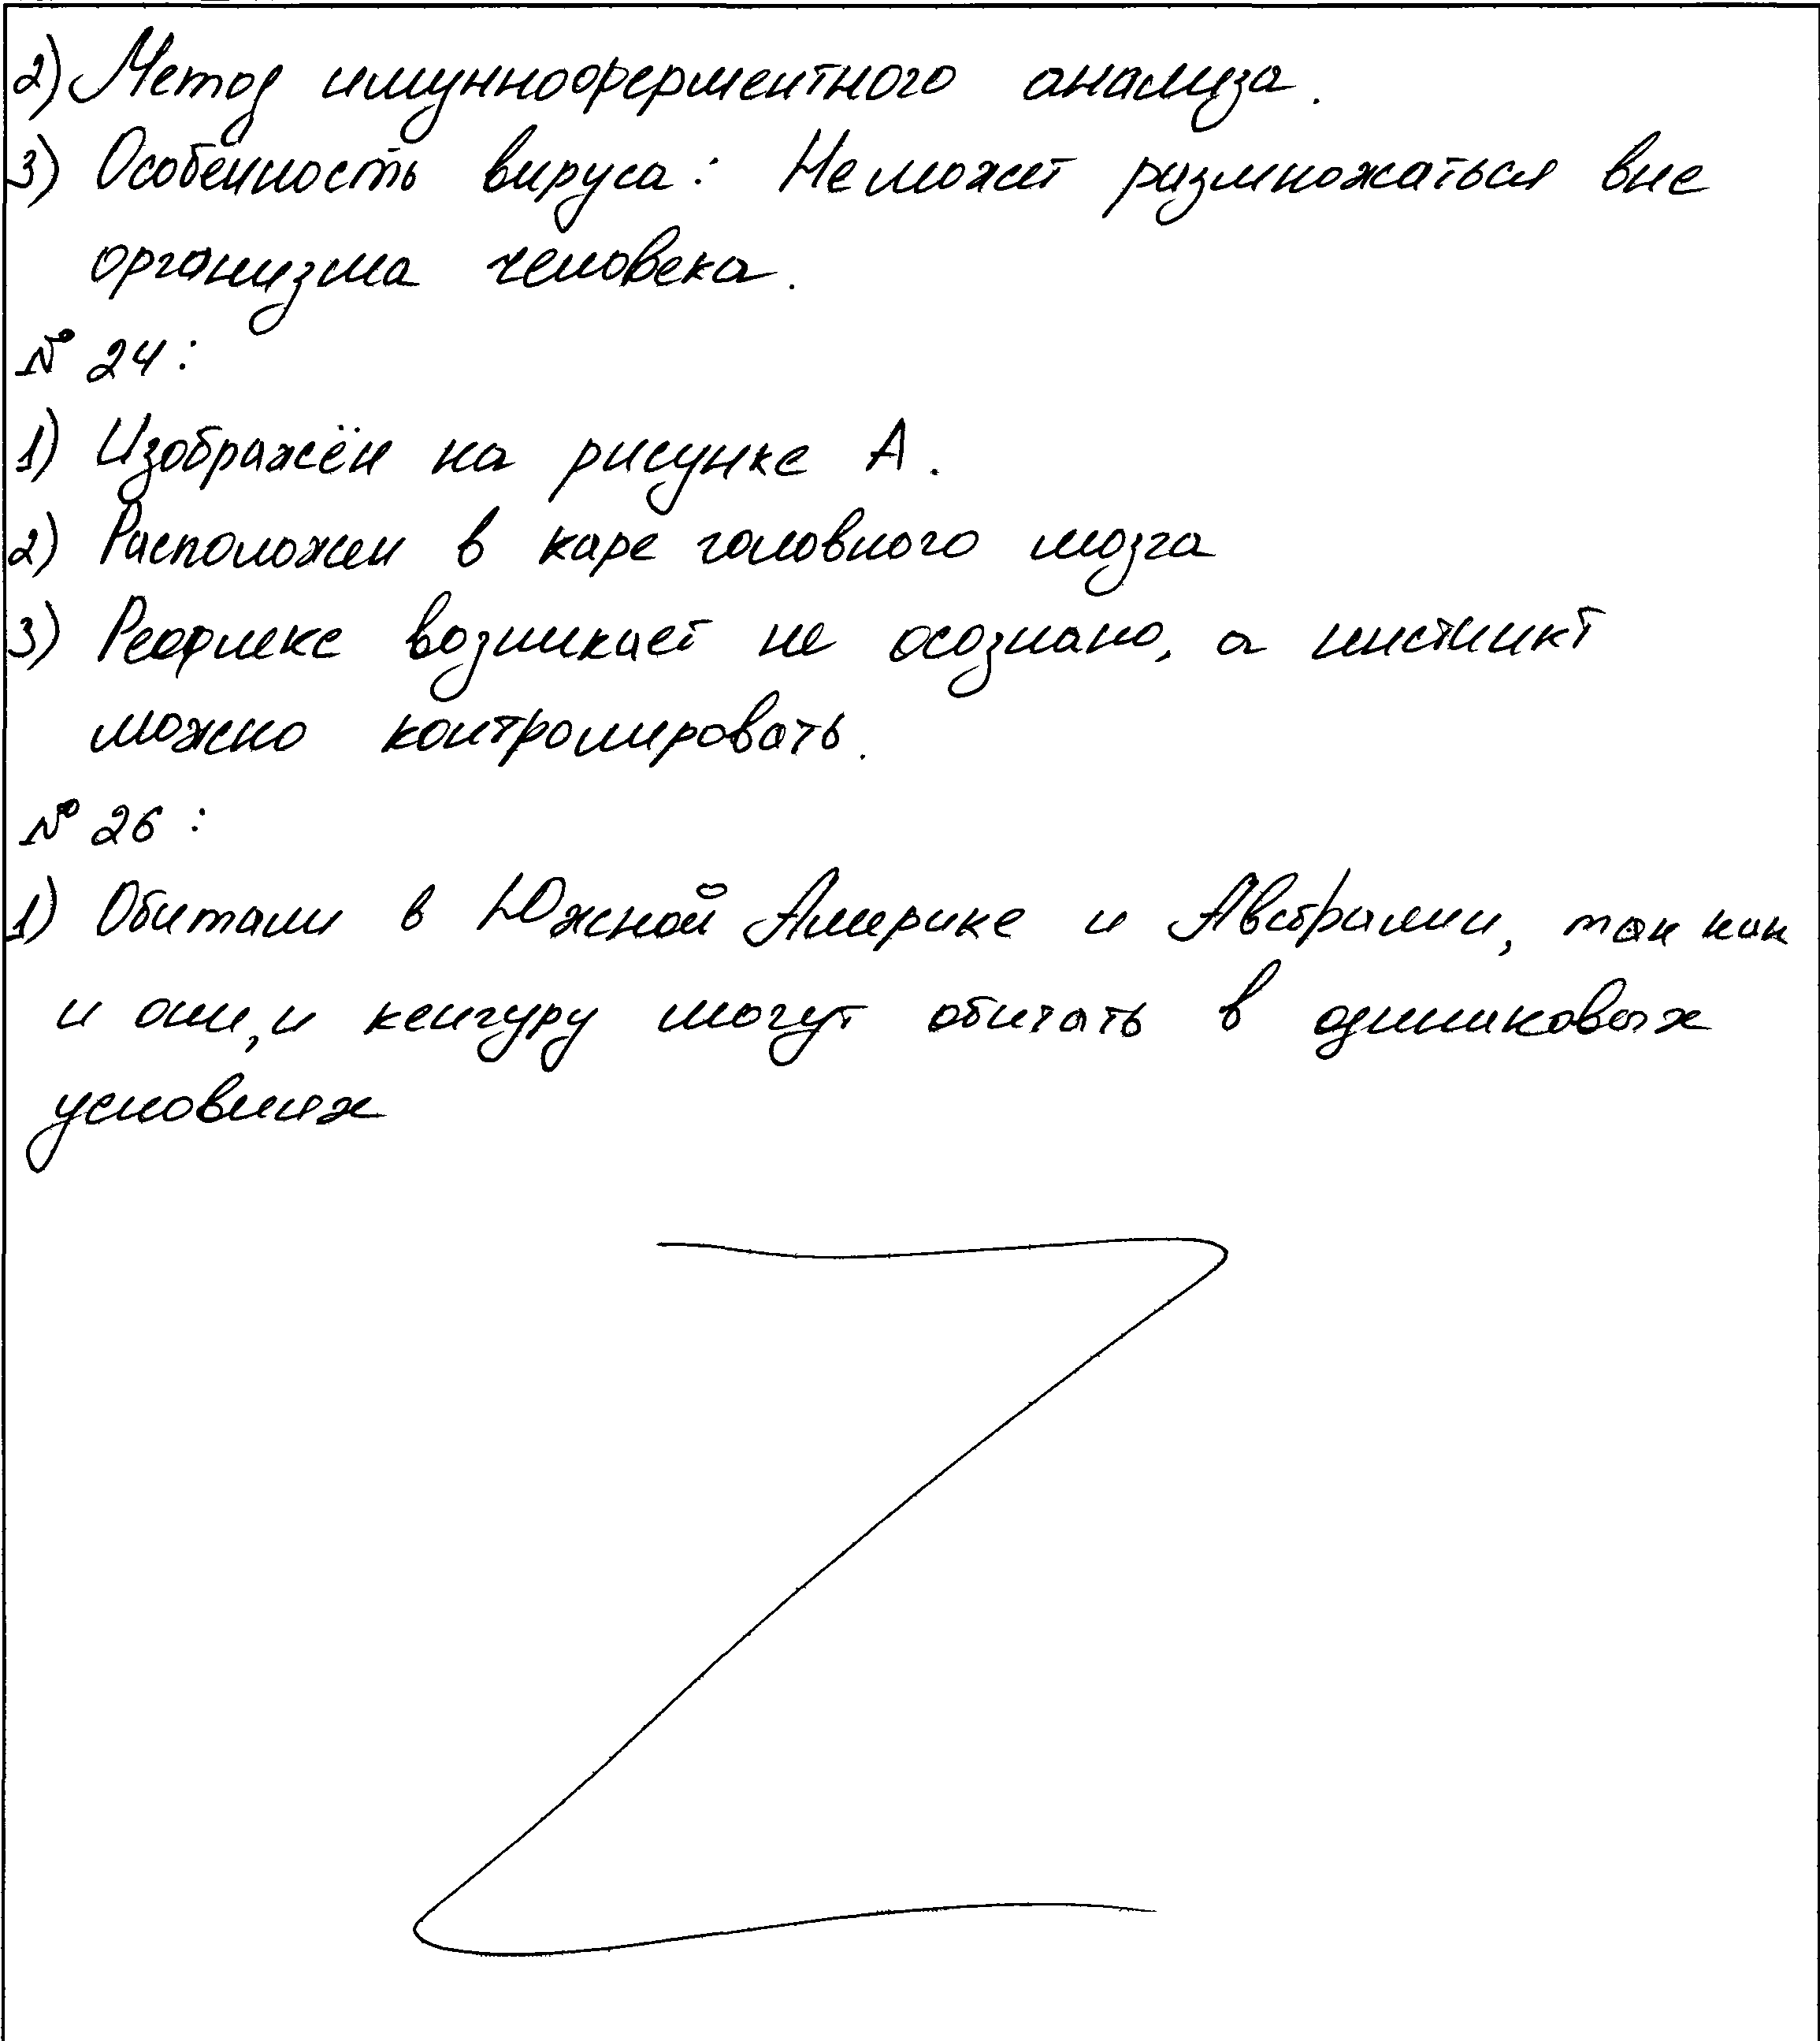 2) Метод имунноферментного анализа.
3) Особенность вируса: Не может размножаться вне
организма человека.
№ 24:
1) Изображён на рисунке А.
2) Расположен в каре головного мозга
3) Рефлекс возникает не осознано, а инстинкт
можно контролировать.
№ 26:
1) Обитали в Южной Америке и Австралии, так как
и они, и кенгуру могут обитать в одинаковых
условиях